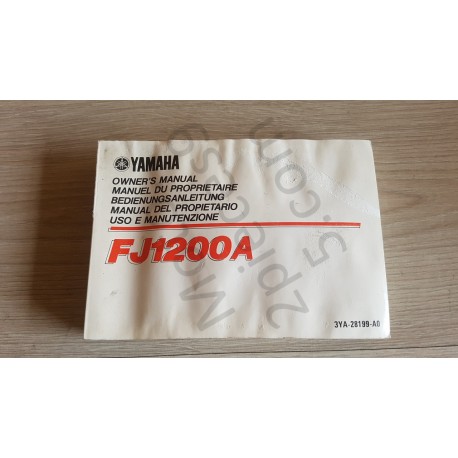 YAMAHA
OWNER'S MANUAL
MANUEL DU PROPRIETAIRE
BEDIENUNGSANLEITUNG
MANUAL DEL PROPIETARIO
USO E MANUTENZIONE
FJ1200A
3YA-28199-A0